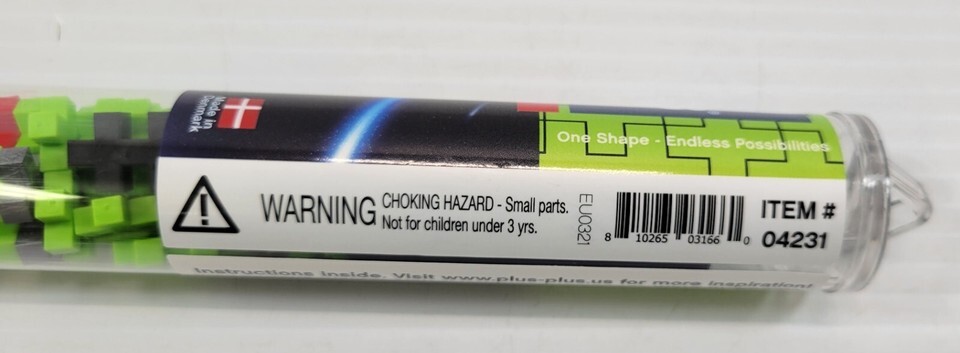 Made in
Denmark
One Shape - Endless Possibilities
WARNING
CHOKING HAZARD - Small parts.
Not for children under 3 yrs.
EU0321
8 10265 03166 0
ITEM #
04231
Instructions inside. Visit www.plus-plus.us for more inspiration!